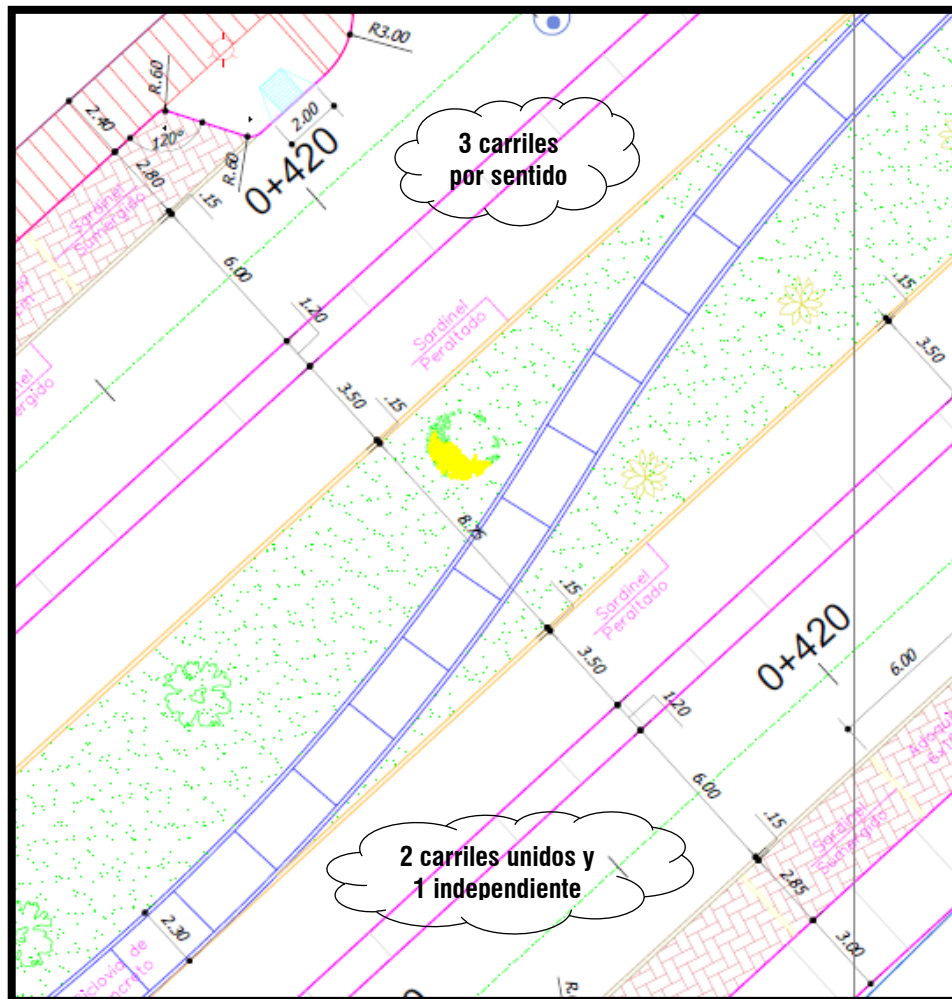 R3.00
R.60
2.40
2.00
120°
3 carriles
por sentido
2.80
R.60
.15
0+420
Sardinel
Sumergido
6.00
1.20
Sardinel
Peraltado
.15
3.50
3.50
.15
8.75
.15
Sardinel
Peraltado
3.50
0+420
6.00
1.20
6.00
.15
2 carriles unidos y
1 independiente
Sardinel
Sumergido
2.85
2.30
3.00